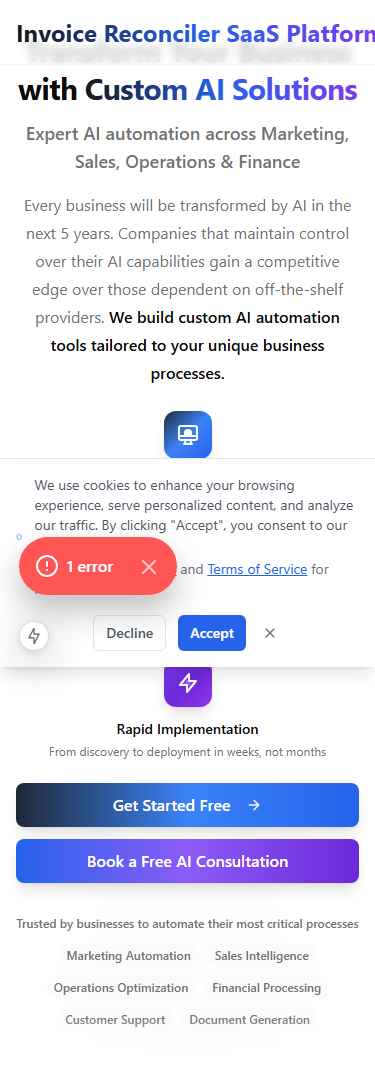 Invoice Reconciler SaaS Platform
Transform Your Business
with Custom AI Solutions
Expert AI automation across Marketing,
Sales, Operations & Finance
Every business will be transformed by AI in the
next 5 years. Companies that maintain control
over their AI capabilities gain a competitive
edge over those dependent on off-the-shelf
providers. We build custom AI automation
tools tailored to your unique business
processes.
We use cookies to enhance your browsing
experience, serve personalized content, and analyze
our traffic. By clicking "Accept", you consent to our
1 error
and Terms of Service for
Decline
Accept
Rapid Implementation
From discovery to deployment in weeks, not months
Get Started Free
Book a Free AI Consultation
Trusted by businesses to automate their most critical processes
Marketing Automation Sales Intelligence
Operations Optimization Financial Processing
Customer Support Document Generation